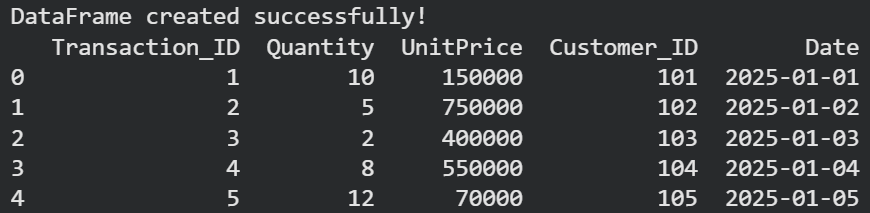 DataFrame created successfully!
Transaction_ID Quantity UnitPrice Customer_ID Date
0 1 10 150000 101 2025-01-01
1 2 5 750000 102 2025-01-02
2 3 2 400000 103 2025-01-03
3 4 8 550000 104 2025-01-04
4 5 12 70000 105 2025-01-05